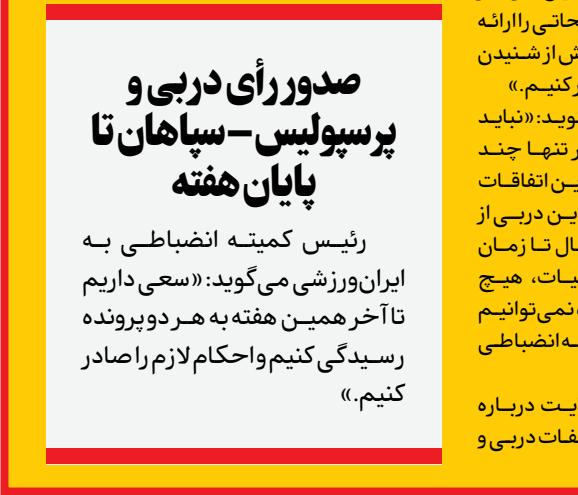 حاتی را ارائه
ش از شنیدن
ر کنیم.»
وید: «نباید
ر تنها چند
ین اتفاقات
ین دربی از
ال تا زمان
یات، هیچ
نمی‌توانیم
ه انضباطی
یت درباره
فات دربی و
صدور رأی دربی و
پرسپولیس-سپاهان تا
پایان هفته
رئیس کمیته انضباطی به
ایران‌ورزشی می‌گوید: «سعی داریم
تا آخر همین هفته به هر دو پرونده
رسیدگی کنیم و احکام لازم را صادر
کنیم.»